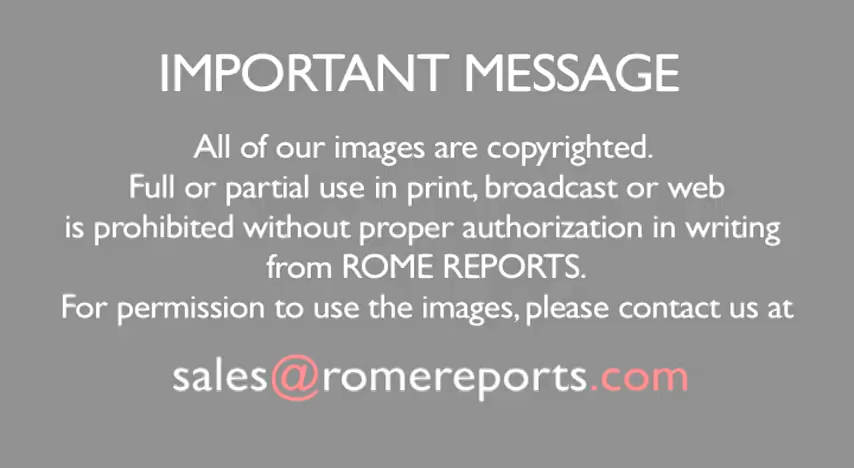 IMPORTANT MESSAGE
All of our images are copyrighted.
Full or partial use in print, broadcast or web
is prohibited without proper authorization in writing
from ROME REPORTS.
For permission to use the images, please contact us at
sales@romereports.com